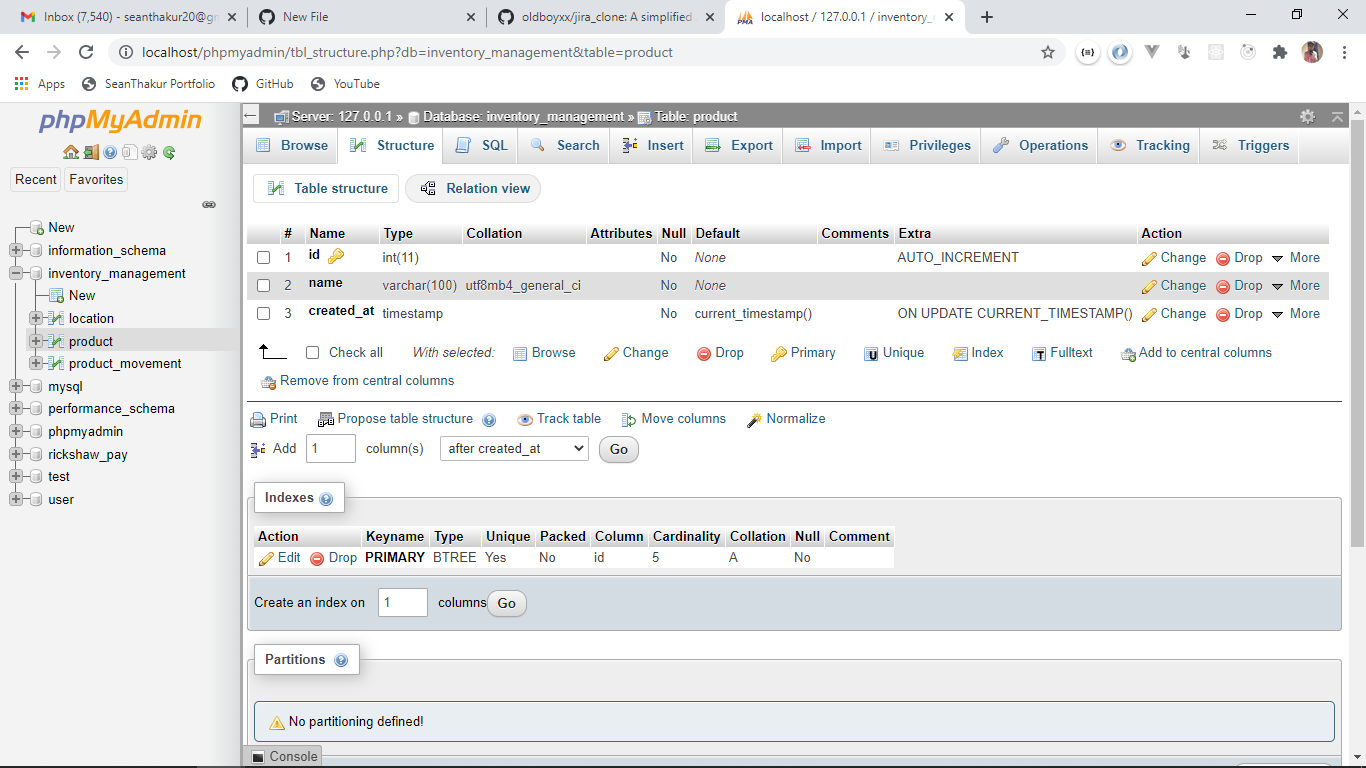 Inbox (7,540) - seanthakur20@gm
New File
oldboyxx/jira_clone: A simplified
localhost / 127.0.0.1 / inventory_
localhost/phpmyadmin/tbl_structure.php?db=inventory_management&table=product
Apps
SeanThakur Portfolio
GitHub
YouTube
phpMyAdmin
Recent
Favorites
New
information_schema
inventory_management
New
location
product
product_movement
mysql
performance_schema
phpmyadmin
rickshaw_pay
test
user
Server: 127.0.0.1 » Database: inventory_management » Table: product
Browse Structure SQL Search Insert Export Import Privileges Operations Tracking Triggers
Table structure Relation view
# Name Type Collation Attributes Null Default Comments Extra Action
1 id int(11) No None AUTO_INCREMENT Change Drop More
2 name varchar(100) utf8mb4_general_ci No None Change Drop More
3 created_at timestamp No current_timestamp() ON UPDATE CURRENT_TIMESTAMP() Change Drop More
Check all With selected: Browse Change Drop Primary Unique Index Fulltext Add to central columns
Remove from central columns
Print Propose table structure Track table Move columns Normalize
Add 1 column(s) after created_at Go
Indexes
Action Keyname Type Unique Packed Column Cardinality Collation Null Comment
Edit Drop PRIMARY BTREE Yes No id 5 A No
Create an index on 1 columns Go
Partitions
No partitioning defined!
Console